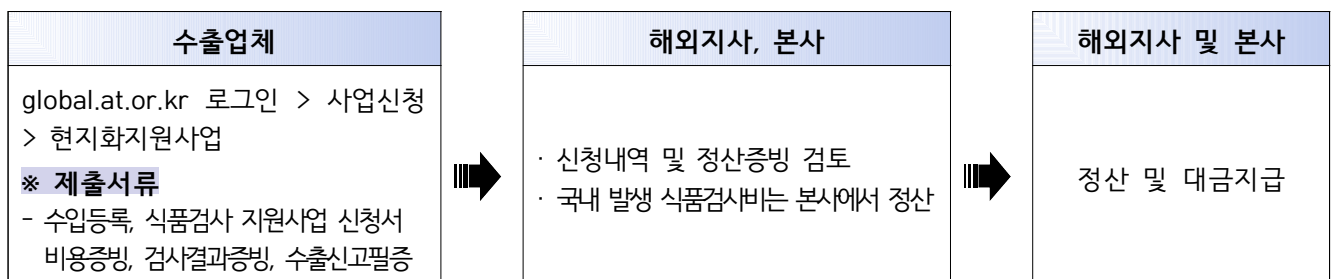 수출업체
global.at.or.kr 로그인 > 사업신청
> 현지화지원사업
※ 제출서류
- 수입등록, 식품검사 지원사업 신청서
비용증빙, 검사결과증빙, 수출신고필증
해외지사, 본사
· 신청내역 및 정산증빙 검토
· 국내 발생 식품검사비는 본사에서 정산
해외지사 및 본사
정산 및 대금지급